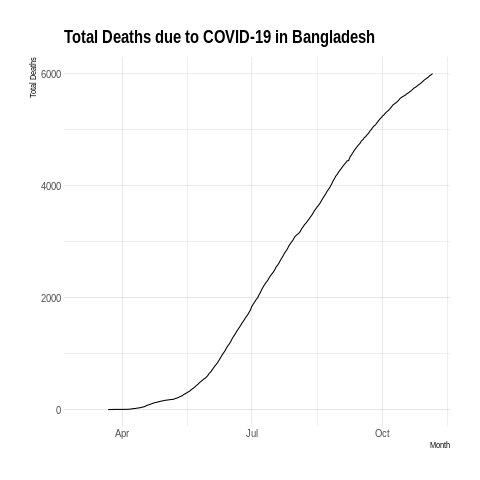 Total Deaths due to COVID-19 in Bangladesh
Total Deaths
6000
4000
2000
0
Apr Jul Oct
Month